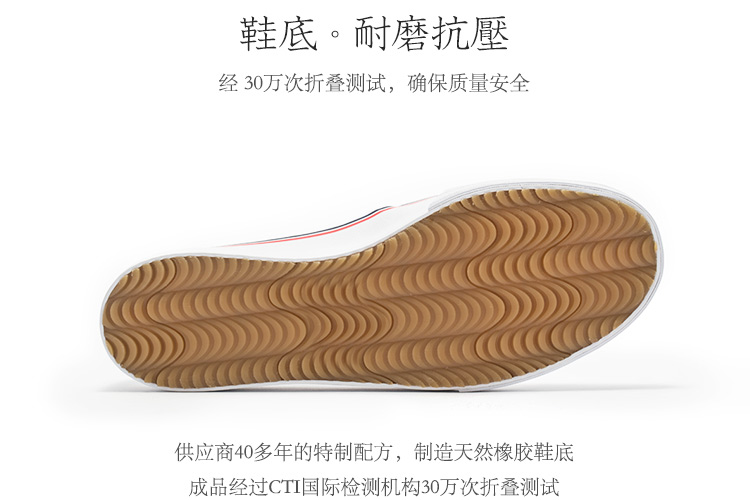 鞋底。耐磨抗壓
经 30万次折叠测试，确保质量安全
供应商40多年的特制配方，制造天然橡胶鞋底
成品经过CTI国际检测机构30万次折叠测试